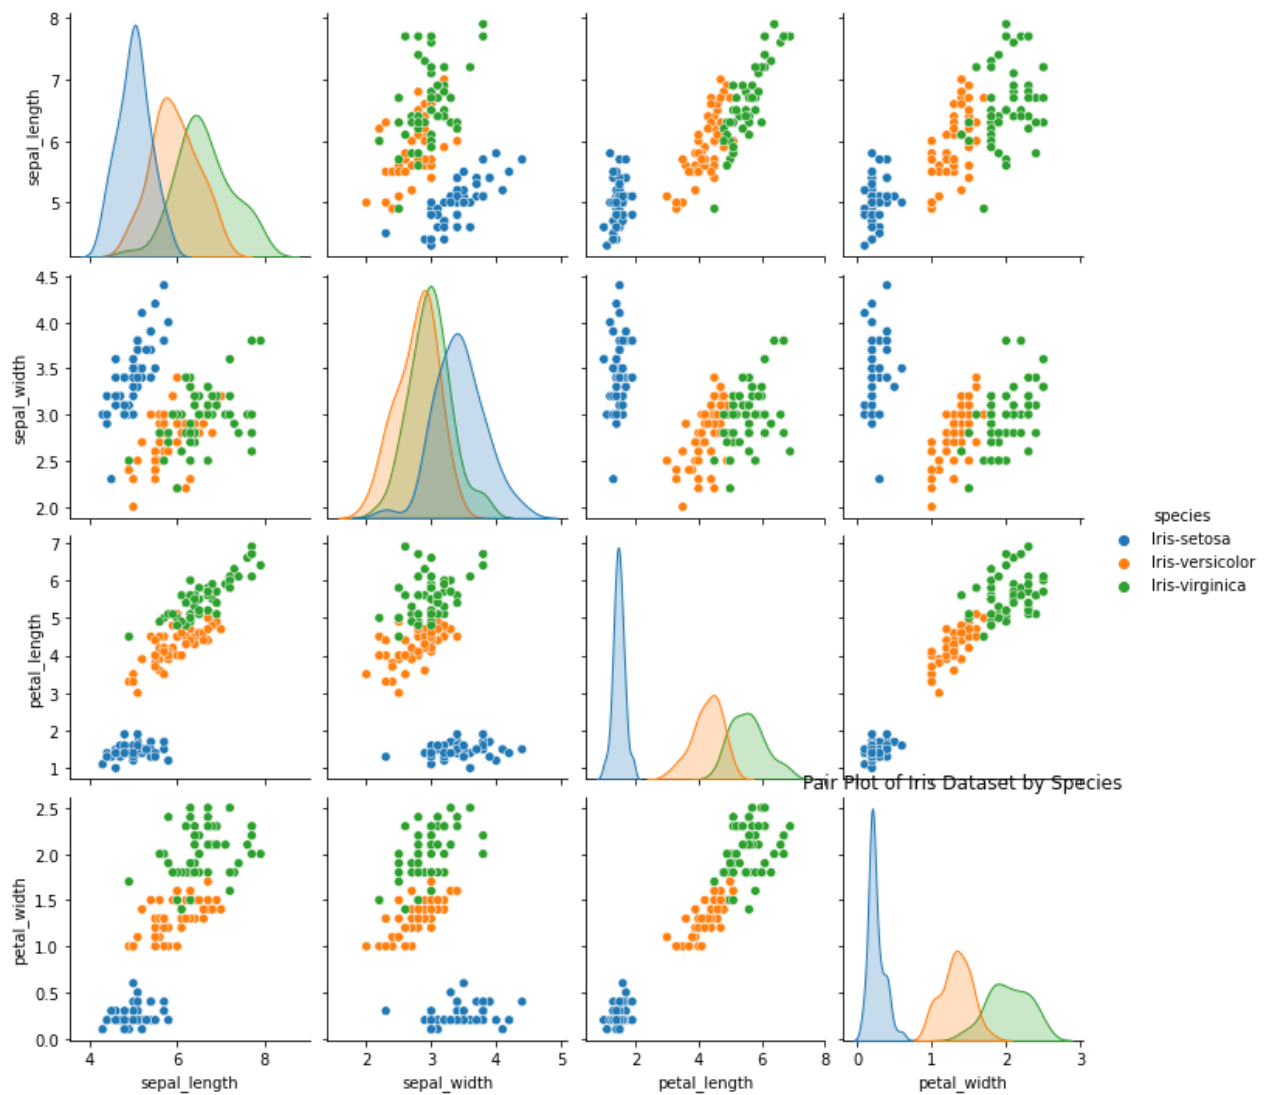 8
7
6
5
sepal_length
4.5
4.0
3.5
3.0
2.5
2.0
sepal_width
species
Iris-setosa
Iris-versicolor
Iris-virginica
7
6
5
4
3
2
1
petal_length
Pair Plot of Iris Dataset by Species
2.5
2.0
1.5
1.0
0.5
0.0
petal_width
4 6 8
2 3 4 5
2 4 6 8
0 1 2 3
sepal_length
sepal_width
petal_length
petal_width